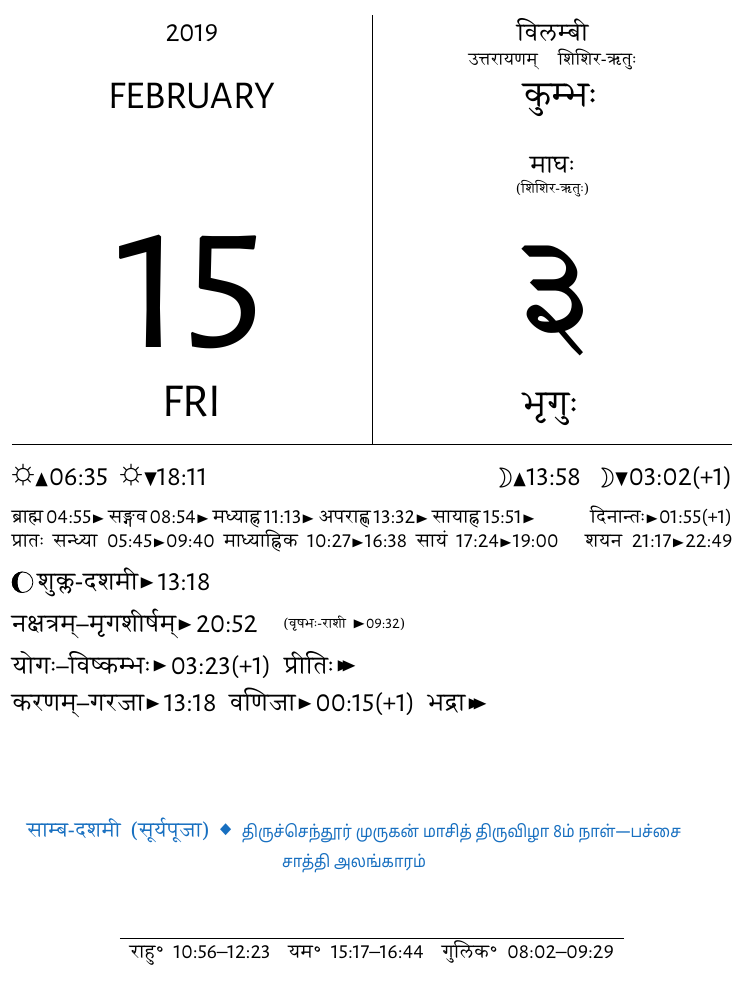 2019
FEBRUARY
15
FRI
विलम्बी
उत्तरायणम् शिशिर-ऋतुः
कुम्भः
माघः
(शिशिर-ऋतुः)
३
भृगुः
☼▲06:35 ☼▼18:11 ☽▲13:58 ☽▼03:02(+1)
ब्राह्म 04:55► सङ्गव 08:54► मध्याह्न 11:13► अपराह्ण 13:32► सायाह्न 15:51► दिनान्तः►01:55(+1)
प्रातः सन्ध्या 05:45►09:40 माध्याह्निक 10:27►16:38 सायं 17:24►19:00 शयन 21:17►22:49
शुक्ल-दशमी►13:18
नक्षत्रम्–मृगशीर्षम्►20:52 (वृषभः-राशी ►09:32)
योगः–विष्कम्भः►03:23(+1) प्रीतिः►►
करणम्–गरजा►13:18 वणिजा►00:15(+1) भद्रा►►
साम्ब-दशमी (सूर्यपूजा) ◆ திருச்செந்தூர் முருகன் மாசித் திருவிழா 8ம் நாள்—பச்சை
சாத்தி அலங்காரம்
राहु° 10:56–12:23 यम° 15:17–16:44 गुलिक° 08:02–09:29